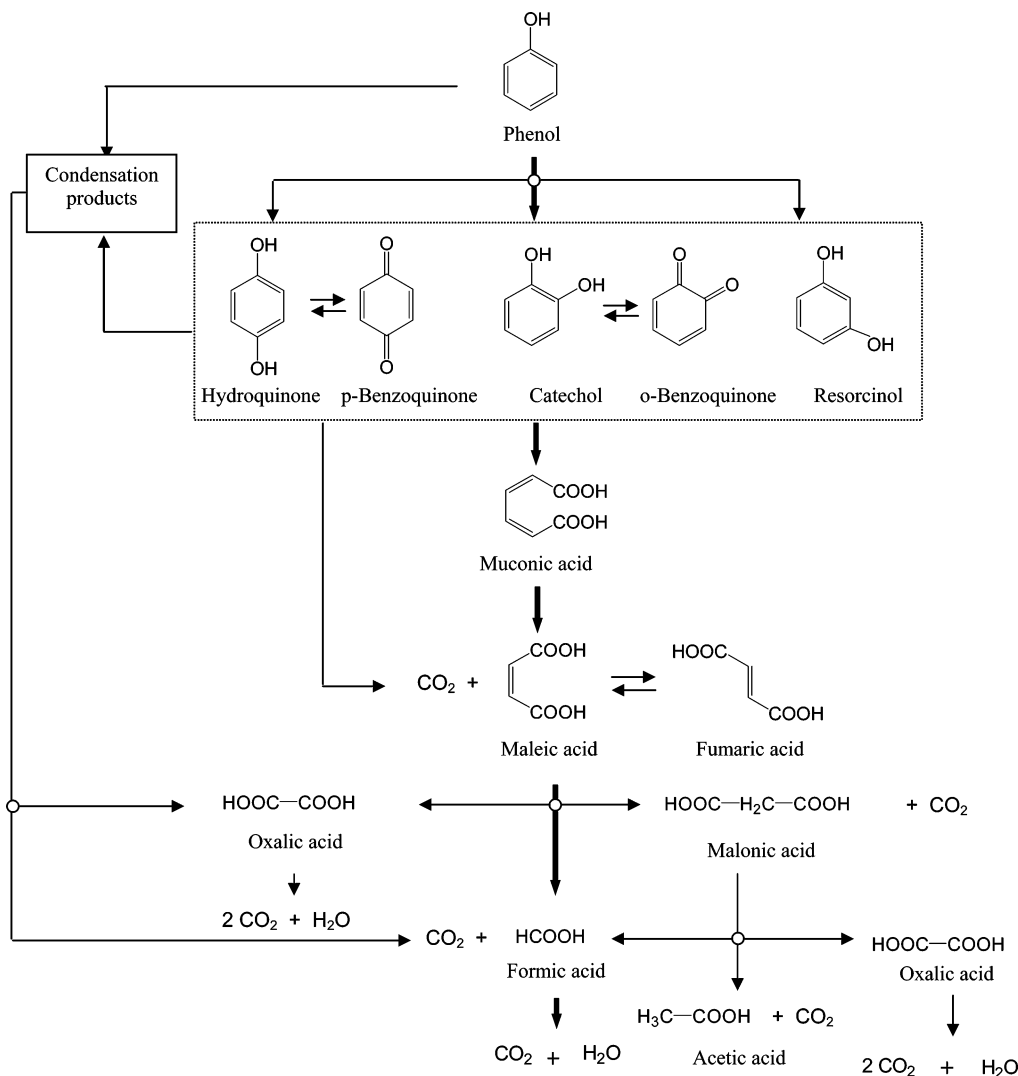 OH
Phenol
Condensation
products
OH
OH
Hydroquinone
O
O
p-Benzoquinone
OH
OH
Catechol
O
O
o-Benzoquinone
OH
OH
Resorcinol
COOH
COOH
Muconic acid
CO2 +
COOH
COOH
Maleic acid
HOOC
COOH
Fumaric acid
HOOC—COOH
Oxalic acid
2 CO2 + H2O
HOOC—H2C—COOH + CO2
Malonic acid
CO2 + HCOOH
Formic acid
CO2 + H2O
H3C—COOH + CO2
Acetic acid
HOOC—COOH
Oxalic acid
2 CO2 + H2O